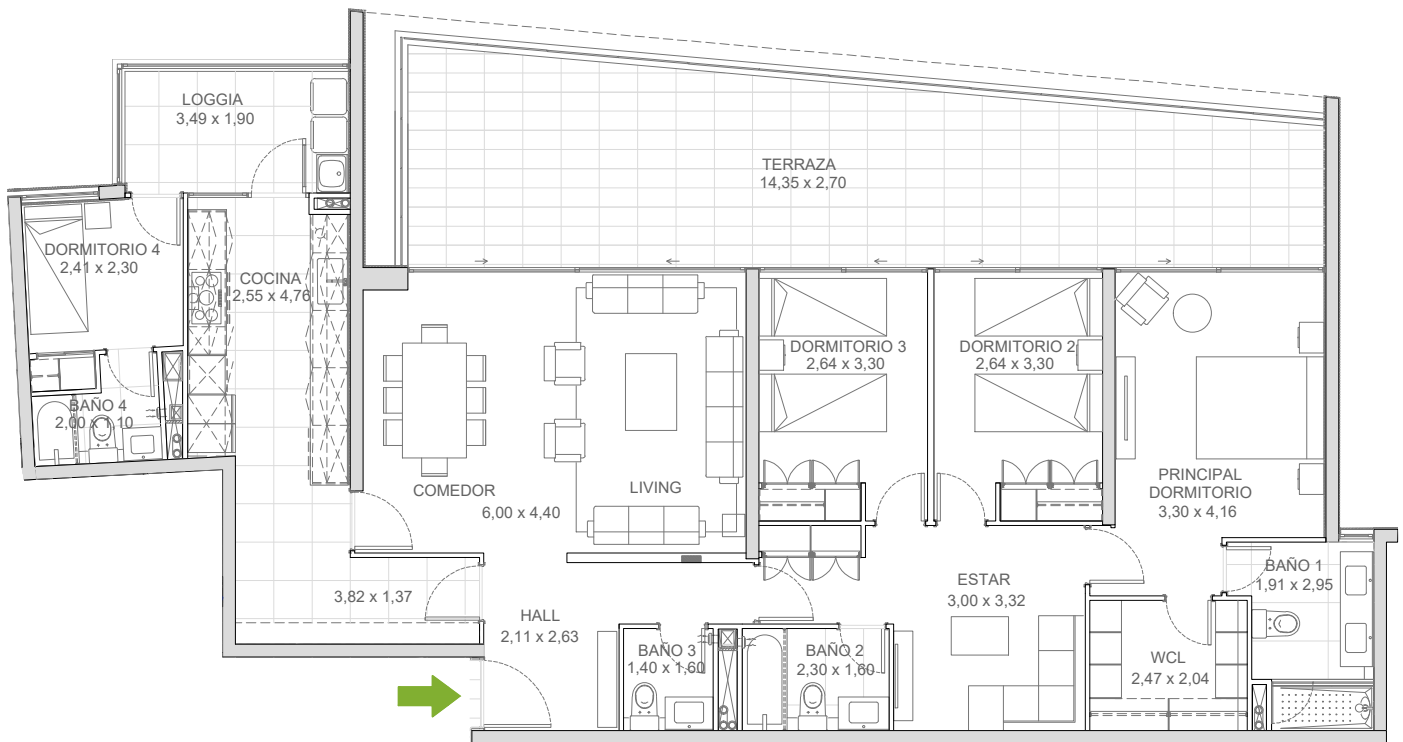 LOGGIA
3,49 x 1,90
TERRAZA
14,35 x 2,70
DORMITORIO 4
2,41 x 2,30
COCINA
2,55 x 4,76
DORMITORIO 3
2,64 x 3,30
DORMITORIO 2
2,64 x 3,30
BAÑO 4
2,00 x 1,10
COMEDOR
LIVING
6,00 x 4,40
PRINCIPAL
DORMITORIO
3,30 x 4,16
BAÑO 1
1,91 x 2,95
ESTAR
3,00 x 3,32
3,82 x 1,37
HALL
2,11 x 2,63
BAÑO 3
1,40 x 1,60
BAÑO 2
2,30 x 1,60
WCL
2,47 x 2,04